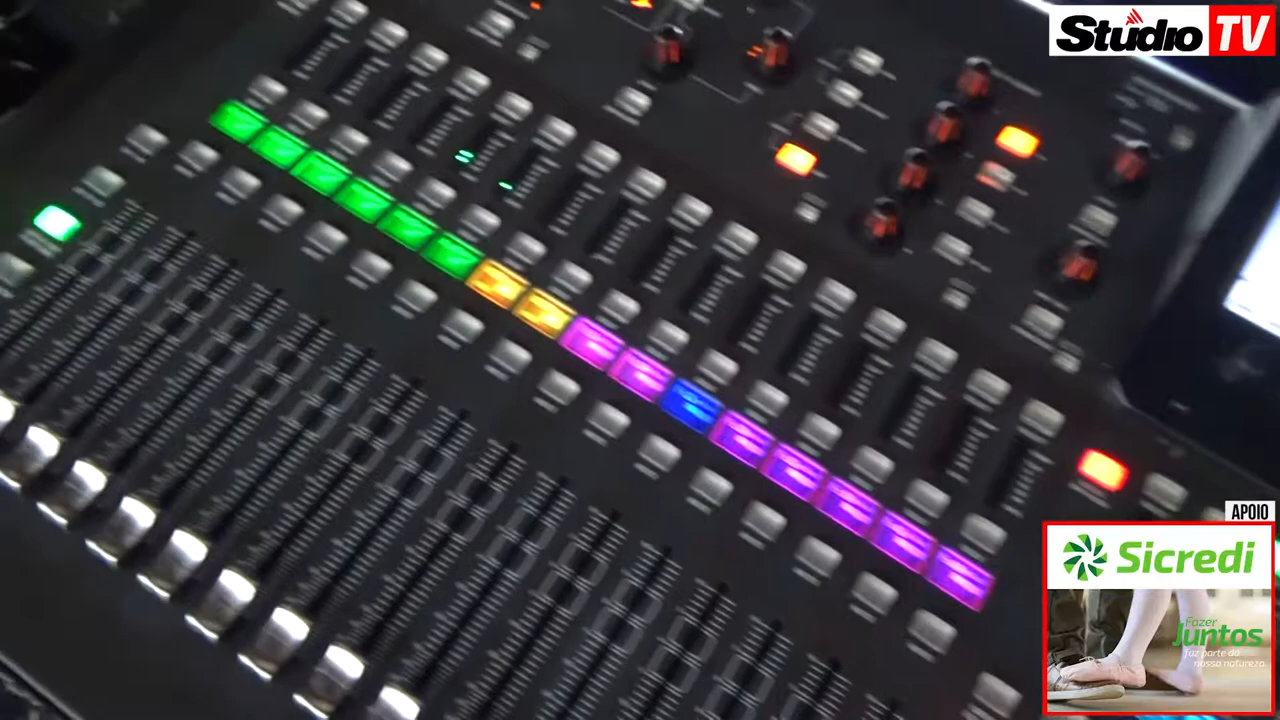 Studio TV
APOIO
Sicredi
Fazer
Juntos
faz parte da
nossa natureza.